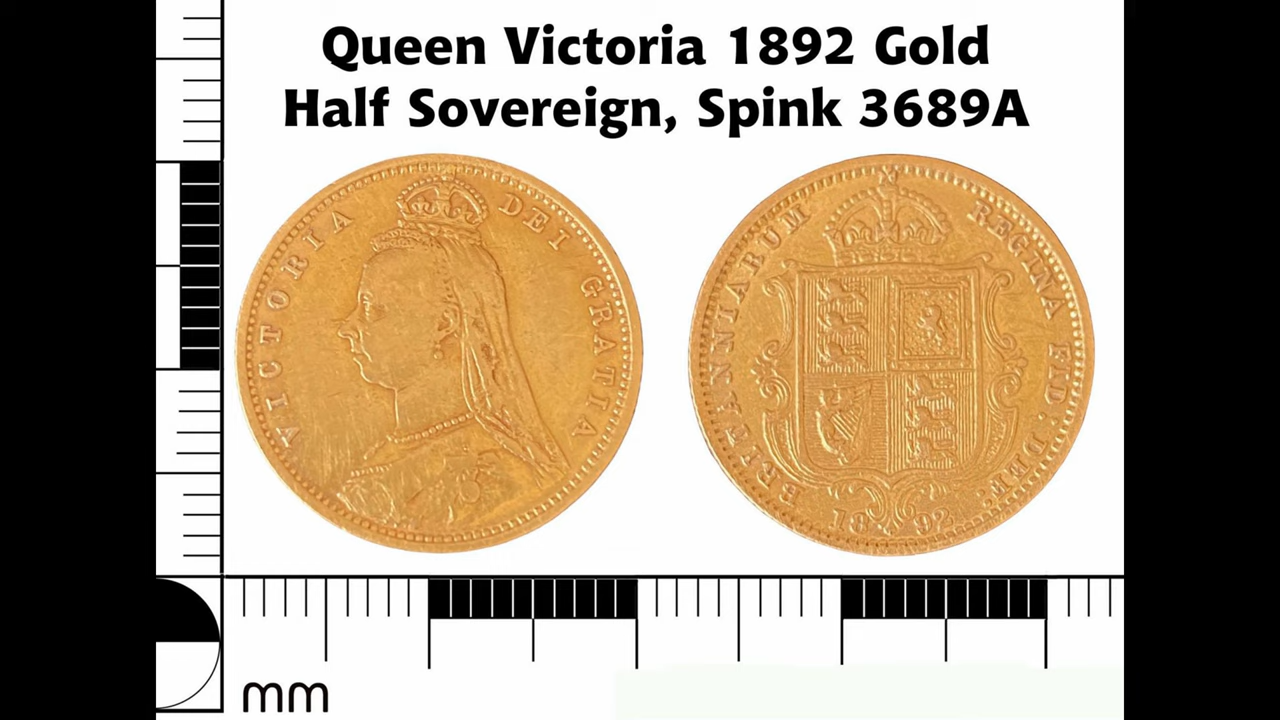 Queen Victoria 1892 Gold
Half Sovereign, Spink 3689A
VICTORIA DEI GRATIA
BRITANNIARUM REGINA FID: DEF:
1892
mm